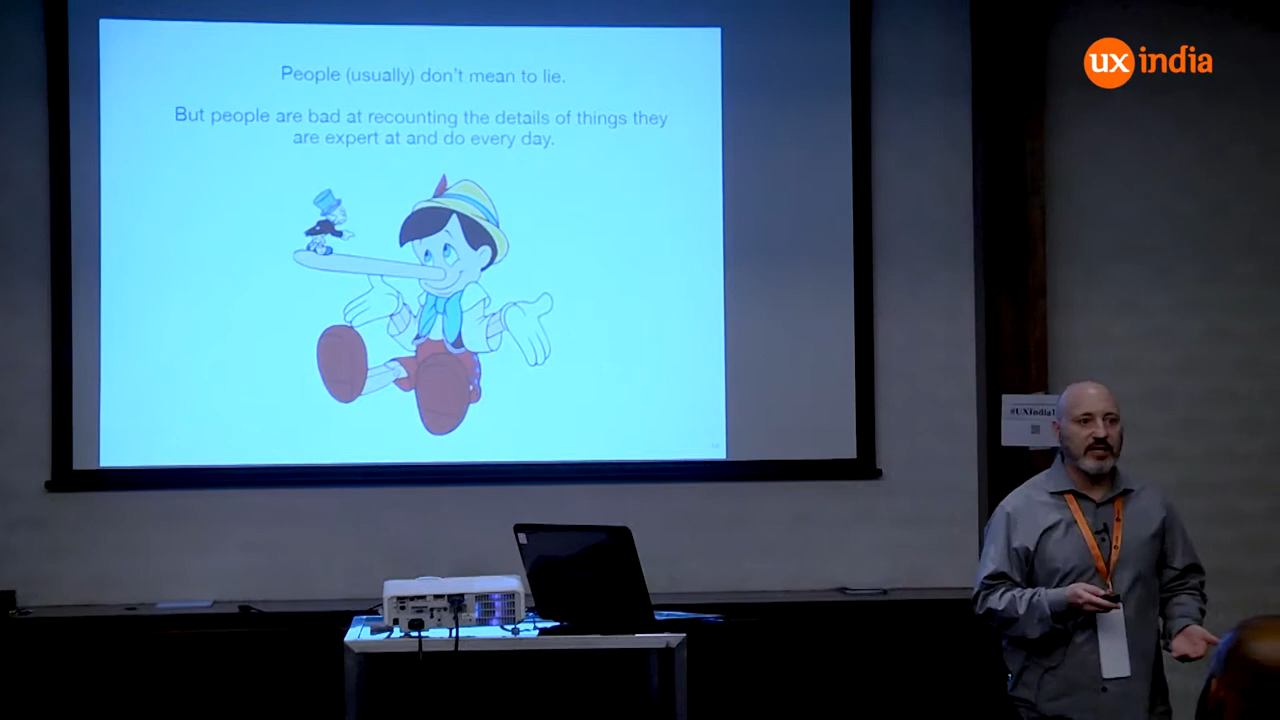 People (usually) don't mean to lie.
But people are bad at recounting the details of things they
are expert at and do every day.
ux india
#UXIndia1